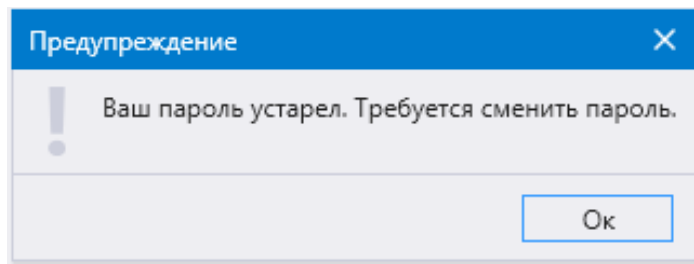 Предупреждение
Ваш пароль устарел. Требуется сменить пароль.
Ок